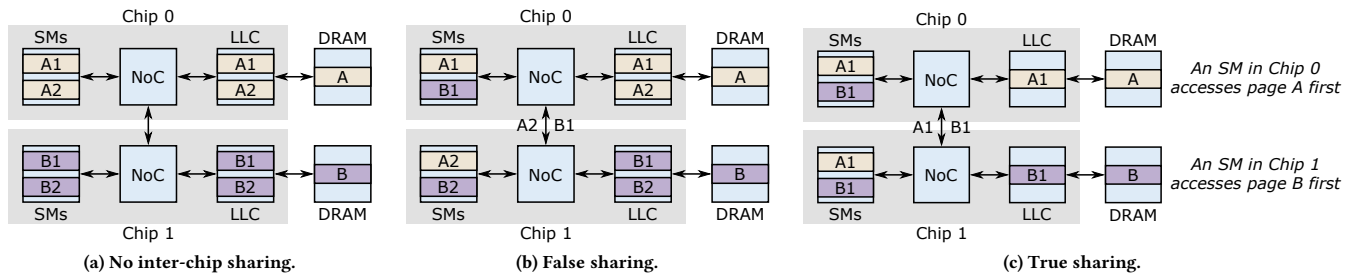 Chip 0
SMs
LLC
DRAM
A1
A2
NoC
A1
A2
A
B1
B2
NoC
B1
B2
B
SMs
LLC
DRAM
Chip 1
(a) No inter-chip sharing.
Chip 0
SMs
LLC
DRAM
A1
B1
NoC
A1
A2
A
A2
B1
A2
B2
NoC
B1
B2
B
SMs
LLC
DRAM
Chip 1
(b) False sharing.
Chip 0
SMs
LLC
DRAM
A1
B1
NoC
A1
A
An SM in Chip 0
accesses page A first
A1
B1
A1
B1
NoC
B1
B
An SM in Chip 1
accesses page B first
SMs
LLC
DRAM
Chip 1
(c) True sharing.